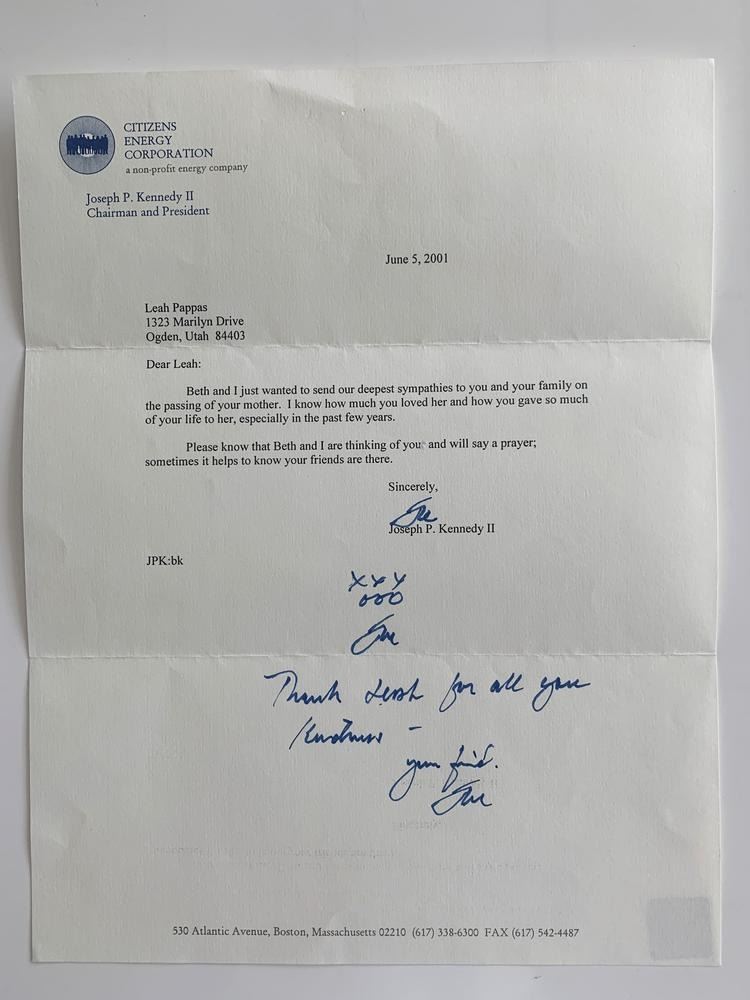 CITIZENS
ENERGY
CORPORATION
a non-profit energy company
Joseph P. Kennedy II
Chairman and President
June 5, 2001
Leah Pappas
1323 Marilyn Drive
Ogden, Utah 84403
Dear Leah:
Beth and I just wanted to send our deepest sympathies to you and your family on
the passing of your mother. I know how much you loved her and how you gave so much
of your life to her, especially in the past few years.
Please know that Beth and I are thinking of you and will say a prayer;
sometimes it helps to know your friends are there.
Sincerely,
Joe
Joseph P. Kennedy II
JPK:bk
xxx
ooo
Joe
Thank Leah for all your
kindness -
your friend.
Joe
530 Atlantic Avenue, Boston, Massachusetts 02210 (617) 338-6300 FAX (617) 542-4487